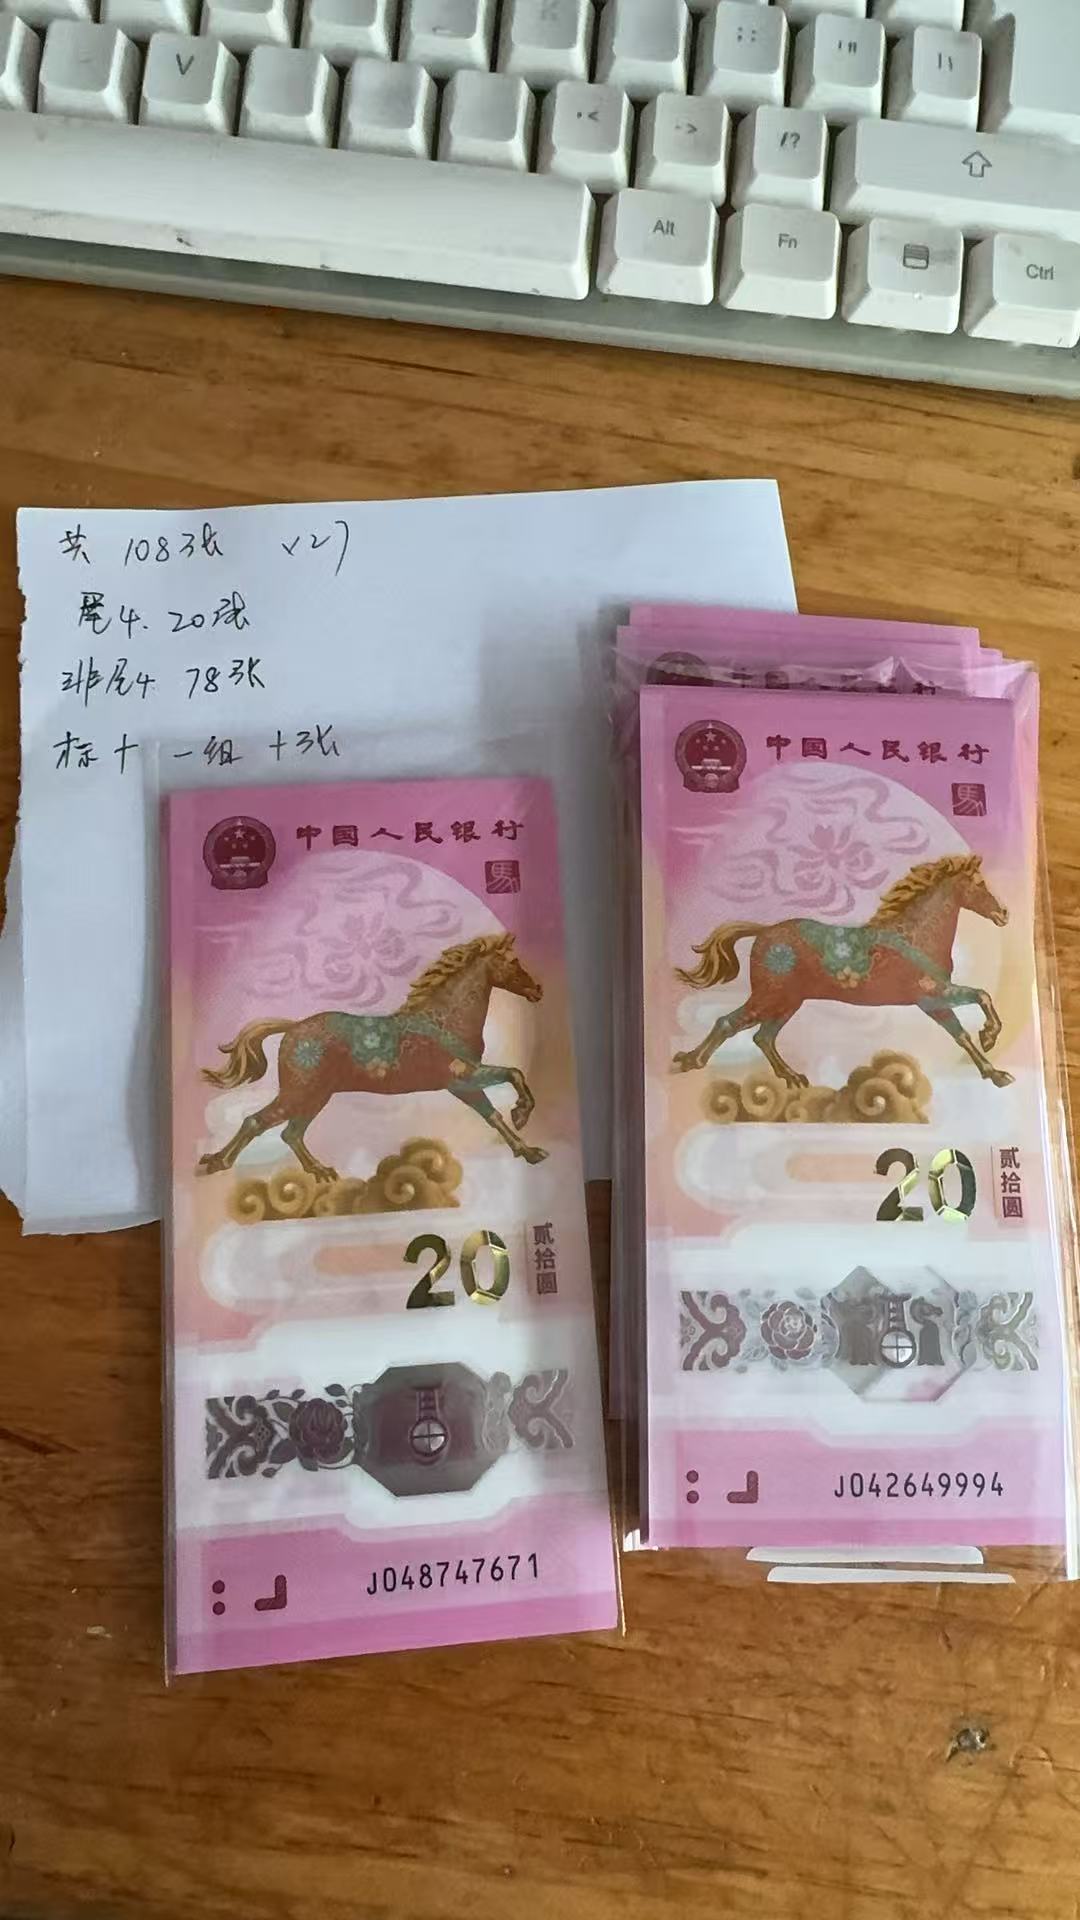 K
V
: ;
" '
| \
, <
. >
/ ?
Alt
Fn
Ctrl
共 108张 x27
尾4. 20张
非尾4 78张
标十 一组 十张
中国人民银行
馬
20
贰拾圆
J048747671
中国人民银行
馬
20
贰拾圆
J042649994